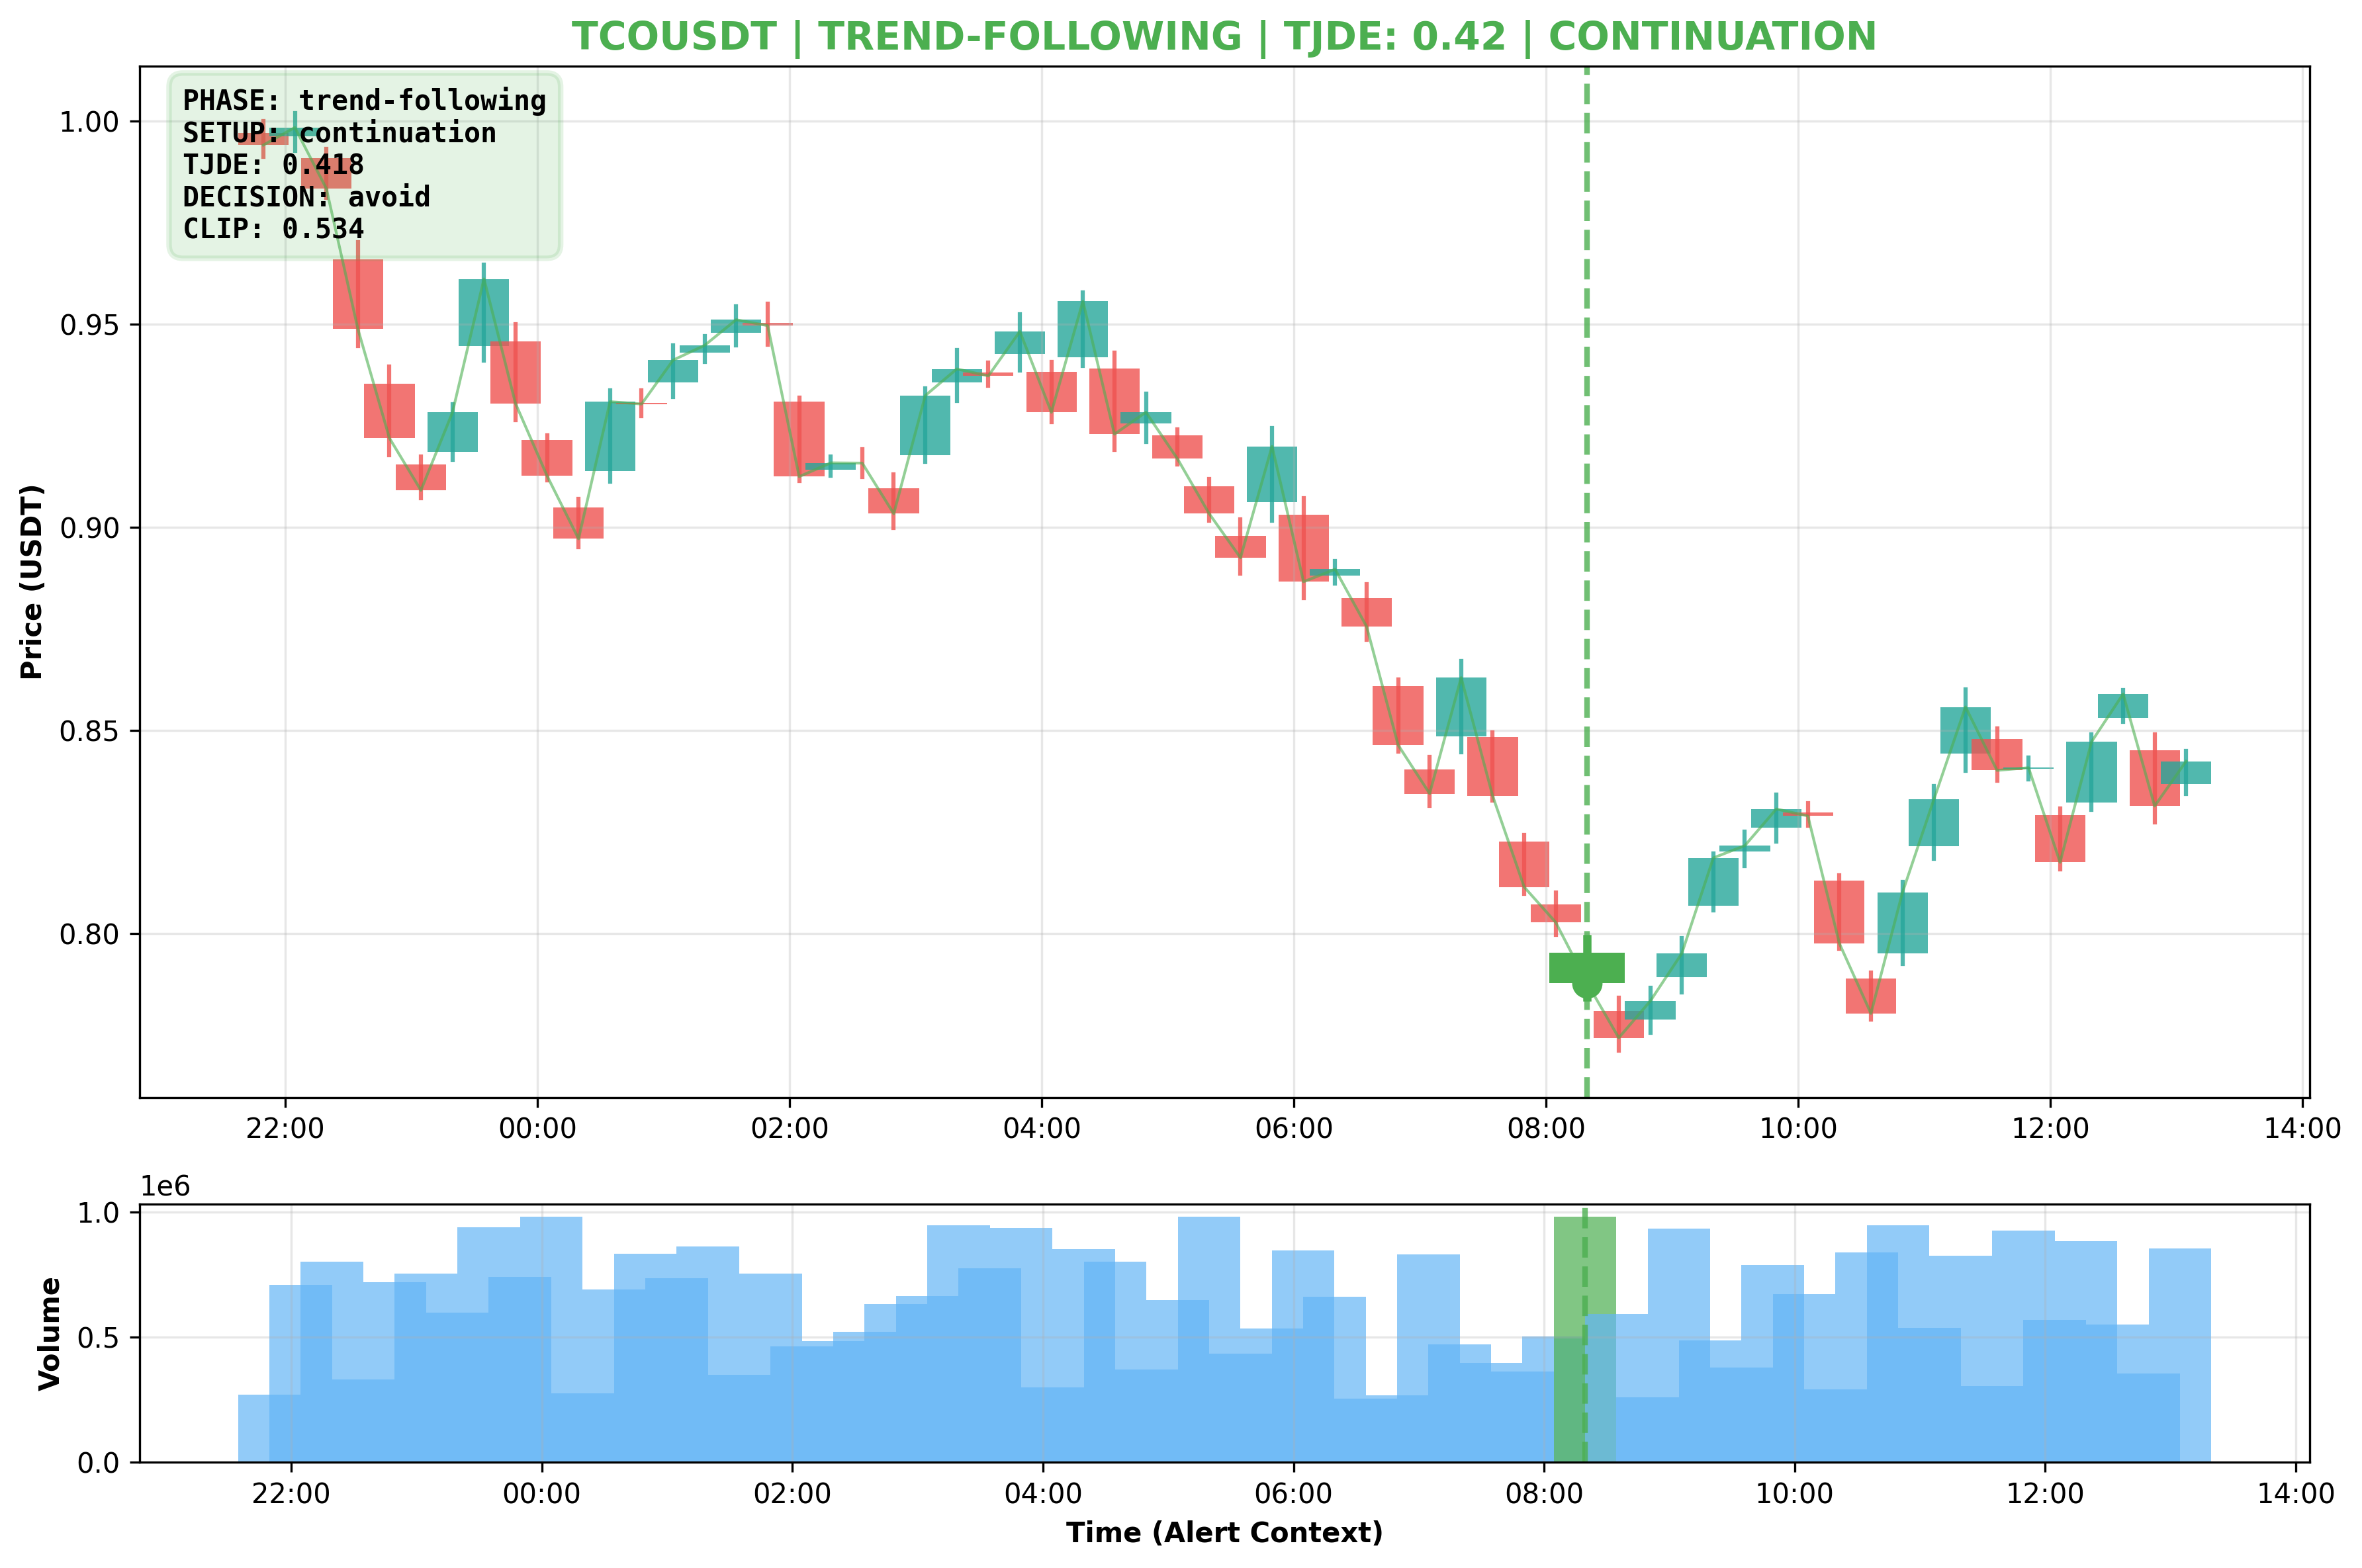 TCOUSDT | TREND-FOLLOWING | TJDE: 0.42 | CONTINUATION
PHASE: trend-following
SETUP: continuation
TJDE: 0.418
DECISION: avoid
CLIP: 0.534
Price (USDT)
1.00
0.95
0.90
0.85
0.80
22:00 00:00 02:00 04:00 06:00 08:00 10:00 12:00 14:00
1e6
Volume
1.0
0.5
0.0
22:00 00:00 02:00 04:00 06:00 08:00 10:00 12:00 14:00
Time (Alert Context)